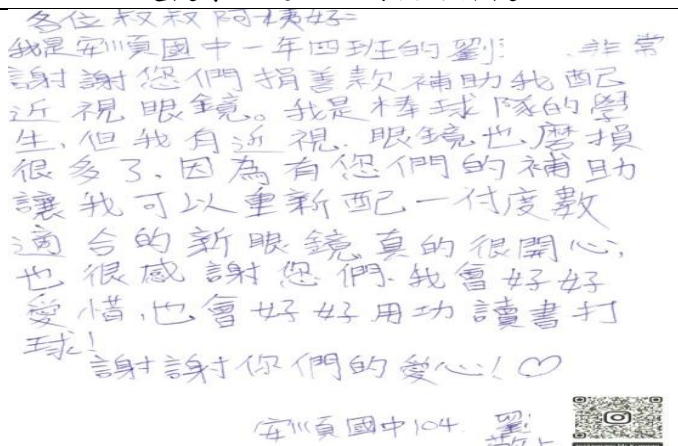 各位叔叔阿姨好=
我是安順國中一年四班的劉 非常
謝謝您們捐善款補助我配
近視眼鏡。我是棒球隊的學
生、但我有近視.眼鏡也磨損
很多了、因為有您們的補助
讓我可以重新配一付度數
適合的新眼鏡真的很開心,
也很感謝您們.我會好好
愛惜,也會好好用功讀書打
球!
謝謝你們的愛心!♡
安順國中104. 劉